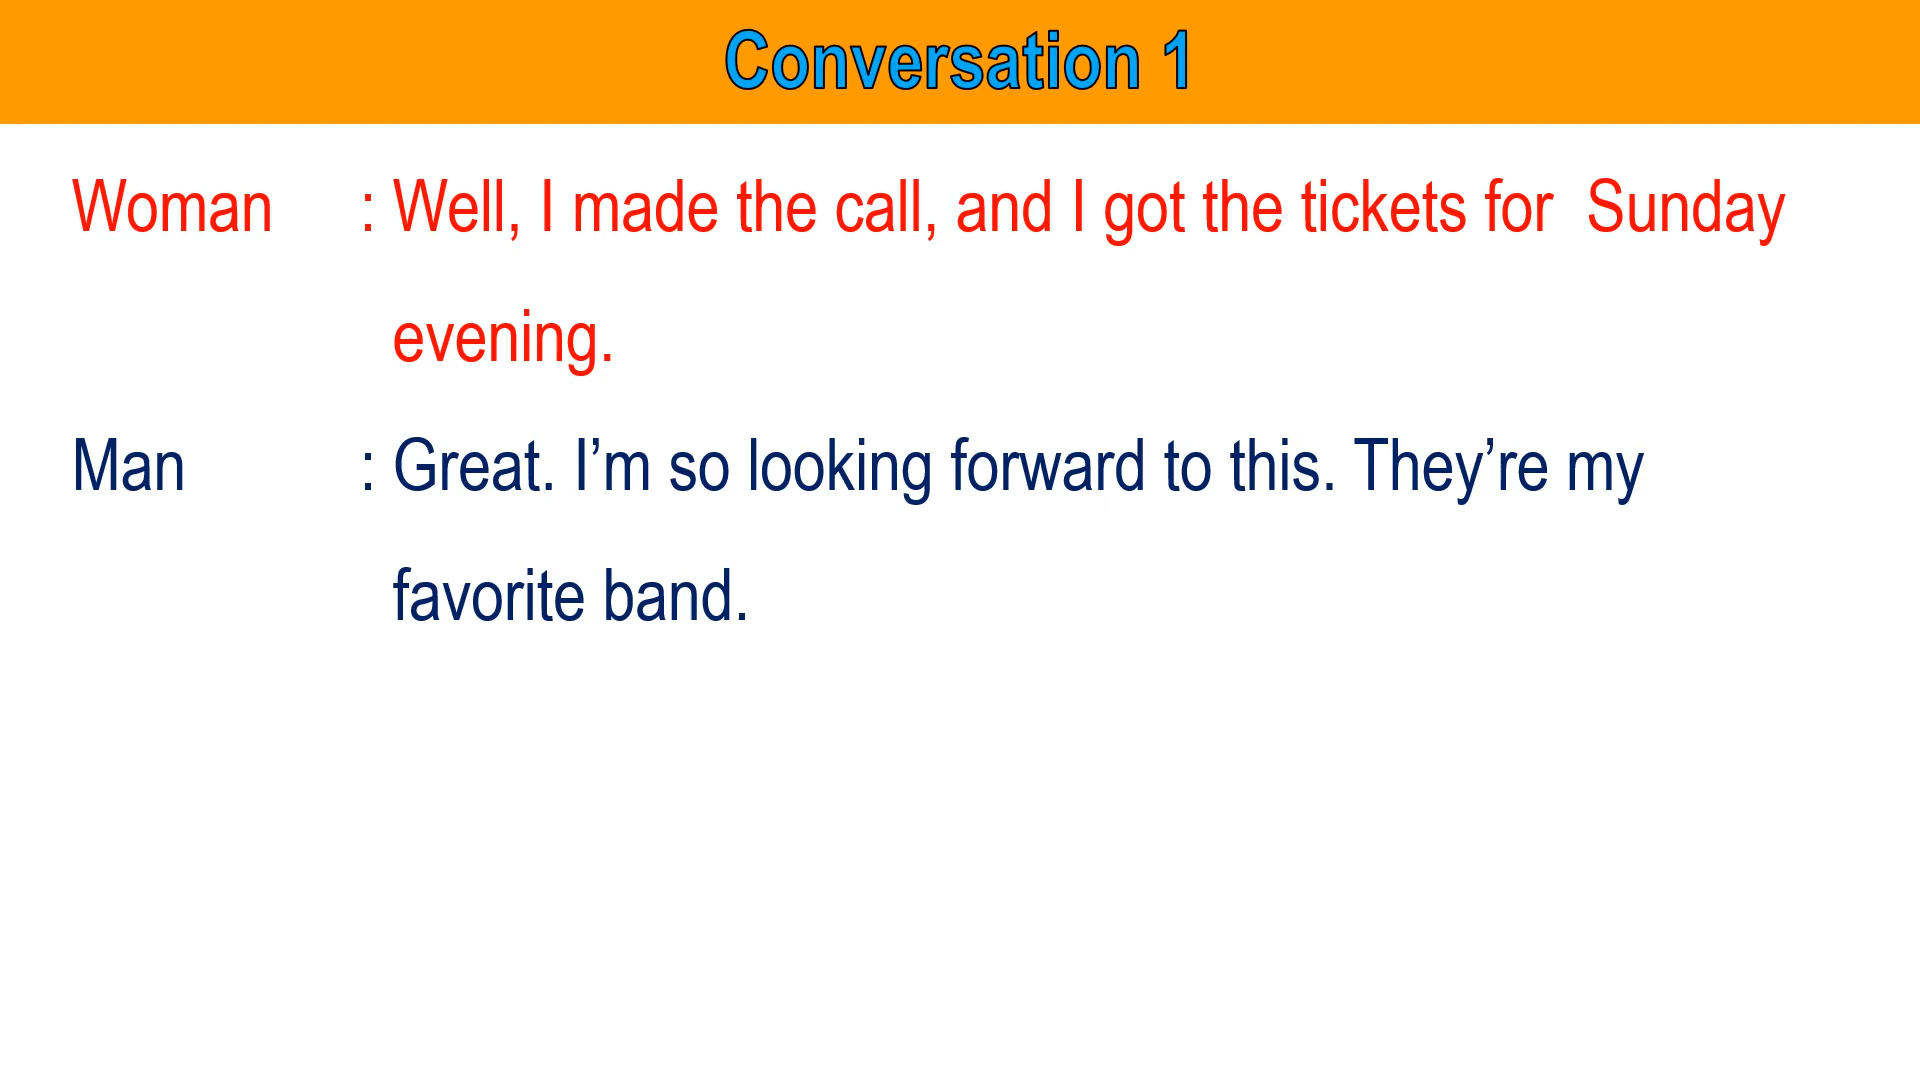 Conversation 1
Woman : Well, I made the call, and I got the tickets for  Sunday
evening.
Man : Great. I’m so looking forward to this. They’re my
favorite band.